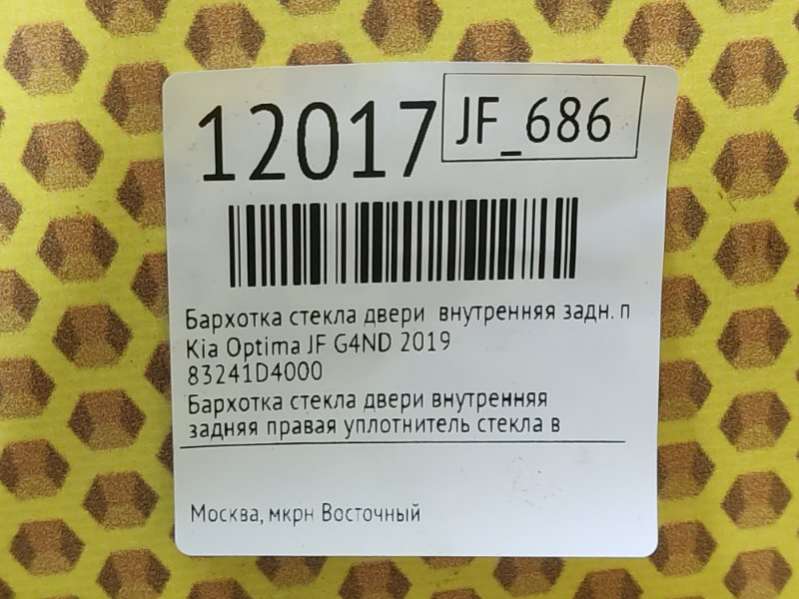 12017 JF_686
Бархотка стекла двери внутренняя задн. п
Kia Optima JF G4ND 2019
83241D4000
Бархотка стекла двери внутренняя
задняя правая уплотнитель стекла в
Москва, мкрн Восточный